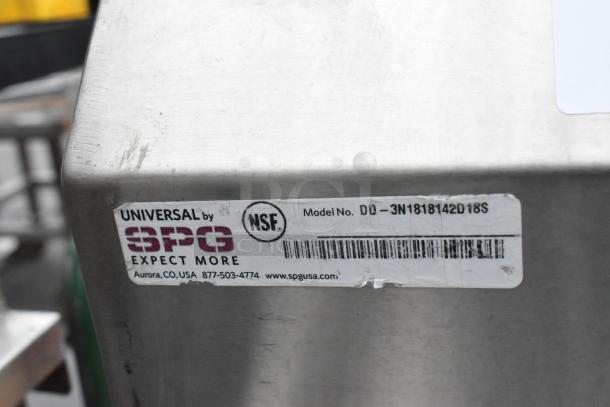 UNIVERSAL by
NSF
Model No. DD-3N1818142D18S
SPG
EXPECT MORE
Aurora, CO, USA 877-503-4774 www.spgusa.com